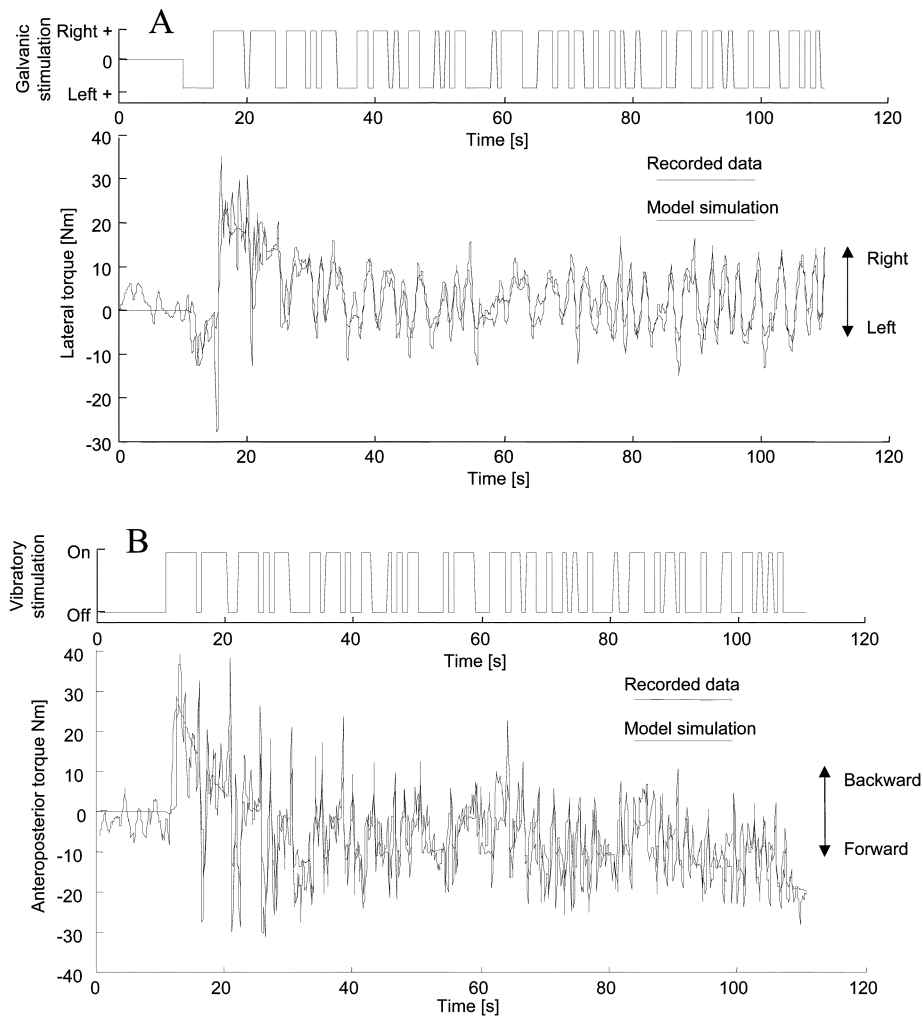 A
Galvanic
stimulation
Right +
0
Left +
20 40 60 80 100 120
Time [s]
Lateral torque [Nm]
40
30
20
10
0
-10
-20
-30
Recorded data
Model simulation
Right
Left
0 20 40 60 80 100 120
Time [s]
B
Vibratory
stimulation
On
Off
0 20 40 60 80 100 120
Time [s]
Anteroposterior torque Nm]
40
30
20
10
0
-10
-20
-30
-40
Recorded data
Model simulation
Backward
Forward
0 20 40 60 80 100 120
Time [s]